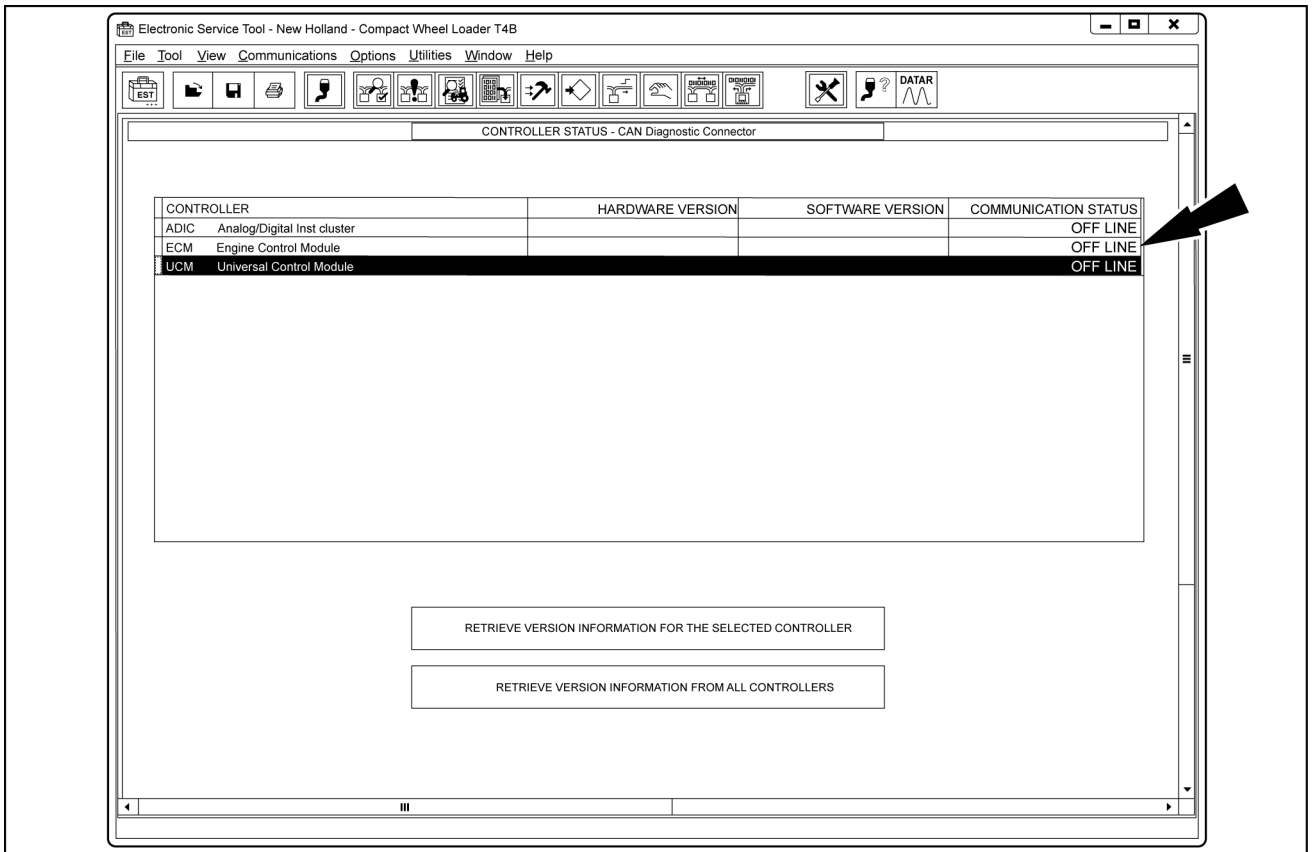 Electronic Service Tool - New Holland - Compact Wheel Loader T4B
File Tool View Communications Options Utilities Window Help
EST
DATAR
CONTROLLER STATUS - CAN Diagnostic Connector
CONTROLLER HARDWARE VERSION SOFTWARE VERSION COMMUNICATION STATUS
ADIC Analog/Digital Inst cluster OFF LINE
ECM Engine Control Module OFF LINE
UCM Universal Control Module OFF LINE
RETRIEVE VERSION INFORMATION FOR THE SELECTED CONTROLLER
RETRIEVE VERSION INFORMATION FROM ALL CONTROLLERS